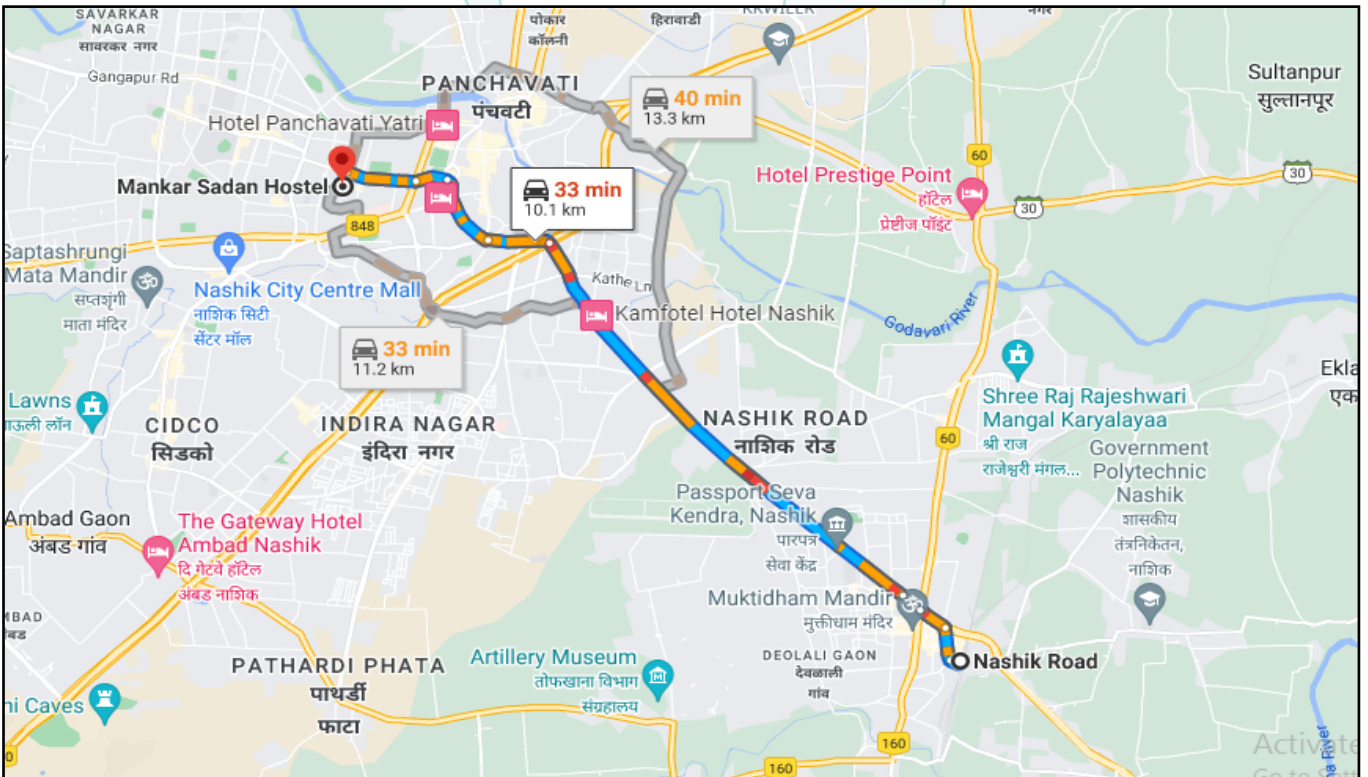 SAVARKAR
NAGAR
सावरकर नगर
Gangapur Rd
पोकार
कॉलनी
हिरावाडी
नगर
PANCHAVATI
पंचवटी
Sultanpur
सुल्तानपूर
40 min
13.3 km
Hotel Panchavati Yatri
60
Mankar Sadan Hostel
33 min
10.1 km
Hotel Prestige Point
हॉटेल
प्रेष्टीज पॉइंट
30
30
848
Saptashrungi
Mata Mandir
सप्तशृंगी
माता मंदिर
Nashik City Centre Mall
नाशिक सिटी
सेंटर मॉल
Kathe Ln
Kamfotel Hotel Nashik
Godavari River
33 min
11.2 km
Shree Raj Rajeshwari
Mangal Karyalayaa
श्री राज
राजेश्वरी मंगल...
Lawns
लॉन
CIDCO
सिडको
INDIRA NAGAR
इंदिरा नगर
NASHIK ROAD
नाशिक रोड
60
Government
Polytechnic
Nashik
शासकीय
तंत्रनिकेतन,
नाशिक
Passport Seva
Kendra, Nashik
पारपत्र
सेवा केंद्र
Ambad Gaon
अंबड गांव
The Gateway Hotel
Ambad Nashik
दि गेटवे हॉटेल
अंबड नाशिक
Muktidham Mandir
मुक्तीधाम मंदिर
PATHARDI PHATA
पाथर्डी
फाटा
Artillery Museum
तोफखाना विभाग
संग्रहालय
DEOLALI GAON
देवळाली
गांव
Nashik Road
Caves
160
160
Activate